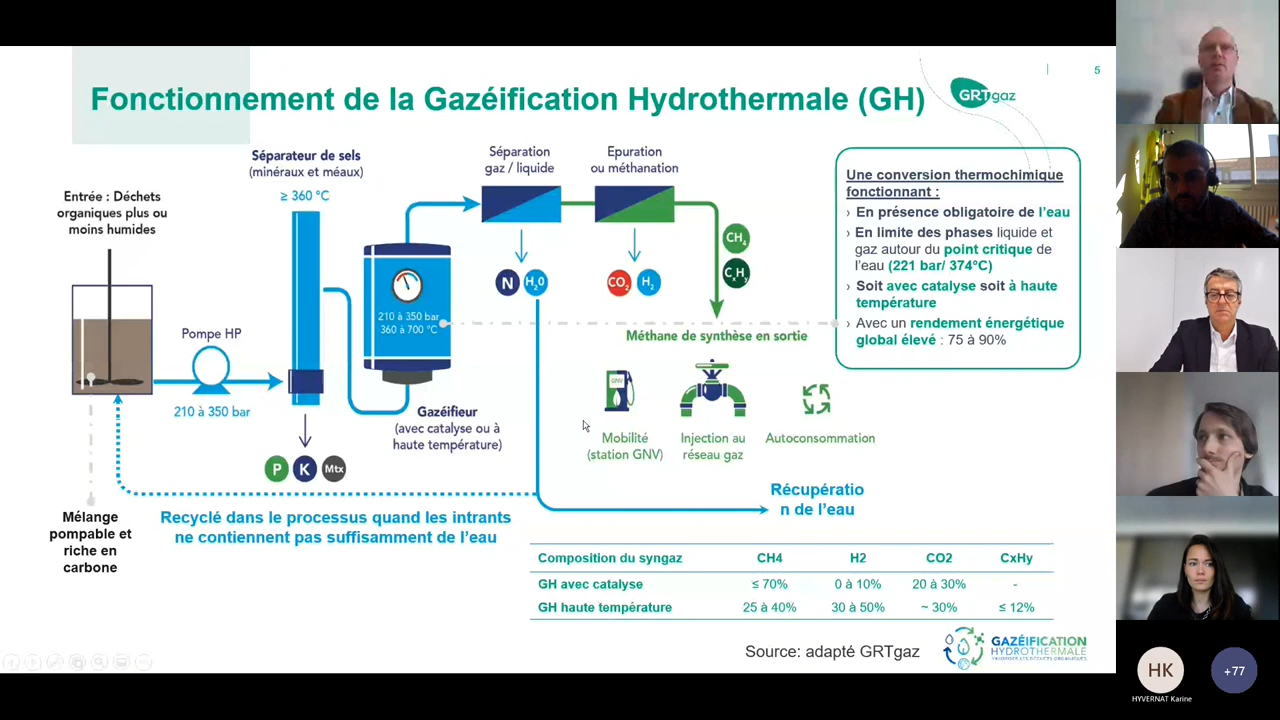 5
Fonctionnement de la Gazéification Hydrothermale (GH)
GRTgaz
Séparateur de sels
(minéraux et méaux)
≥ 360 °C
Séparation
gaz / liquide
Epuration
ou méthanation
Entrée : Déchets
organiques plus ou
moins humides
Pompe HP
210 à 350 bar
210 à 350 bar
360 à 700 °C
N
H2O
CO2
H2
CH4
CxHy
Méthane de synthèse en sortie
Gazéifieur
(avec catalyse ou à
haute température)
P
K
Mtx
GNV
Mobilité
(station GNV)
Injection au
réseau gaz
Autoconsommation
Une conversion thermochimique
fonctionnant :
› En présence obligatoire de l'eau
› En limite des phases liquide et
gaz autour du point critique de
l'eau (221 bar/ 374°C)
› Soit avec catalyse soit à haute
température
› Avec un rendement énergétique
global élevé : 75 à 90%
Mélange
pompable et
riche en
carbone
Recyclé dans le processus quand les intrants
ne contiennent pas suffisamment de l'eau
Récupératio
n de l'eau
Composition du syngaz CH4 H2 CO2 CxHy
GH avec catalyse ≤ 70% 0 à 10% 20 à 30% -
GH haute température 25 à 40% 30 à 50% ~ 30% ≤ 12%
Source: adapté GRTgaz
GAZÉIFICATION
HYDROTHERMALE
HK
HYVERNAT Karine
+77